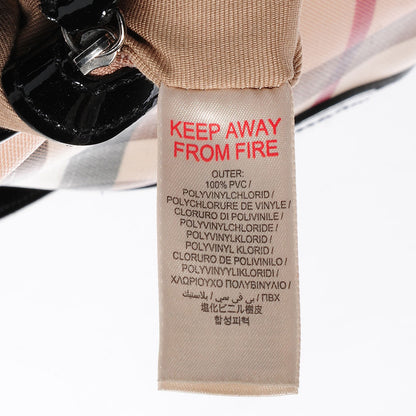 KEEP AWAY
FROM FIRE
OUTER:
100% PVC /
POLYVINYLCHLORID /
POLYCHLORURE DE VINYLE /
CLORURO DI POLIVINILE /
POLYVINYLCHLORIDE /
POLYVINYLKLORID /
POLYVINYL KLORID /
CLORURO DE POLIVINILO /
POLYVINYLKLORIDI /
ΧΛΩΡΙΟΥΧΟ ΠΟΛΥΒΙΝΥΛΙΟ /
ПВХ / بلاستيك / بي في سي
塩化ビニル樹皮
합성피혁